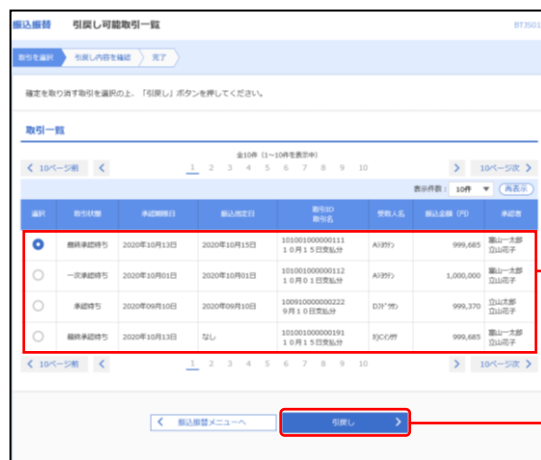 振込振替 引戻し可能取引一覧 BTJS01
取引を選択 引戻し内容を確認 完了
確定を取り消す取引を選択の上、「引戻し」ボタンを押してください。
取引一覧
全10件（1～10件を表示中）
10ページ前 1 2 3 4 5 6 7 8 9 10 10ページ次
表示件数： 10件 再表示
選択 取引状態 承認期限日 振込指定日 取引ID 受取人名 振込金額（円） 承認者
取引名
最終承認待ち 2020年10月13日 2020年10月15日 101001000000111 999,685 富山一太郎
10月15日支払分 立山花子
一次承認待ち 2020年10月01日 2020年10月01日 101001000000112 1,000,000 富山一太郎
10月01日支払分 立山花子
承認待ち 2020年09月10日 2020年09月10日 100910000000222 999,370 立山太郎
9月10日支払分 立山花子
最終承認待ち 2020年10月13日 なし 101001000000191 999,685 富山一太郎
10月15日支払分 立山花子
10ページ前 1 2 3 4 5 6 7 8 9 10 10ページ次
振込振替メニューへ 引戻し